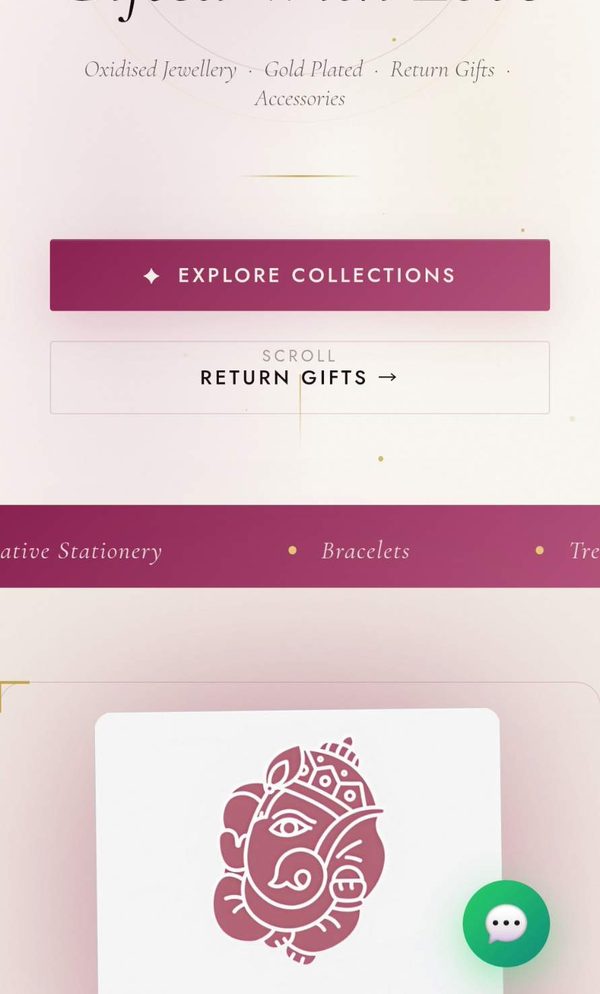 Oxidised Jewellery · Gold Plated · Return Gifts ·
Accessories
✦ EXPLORE COLLECTIONS
SCROLL
RETURN GIFTS →
ative Stationery • Bracelets • Tre